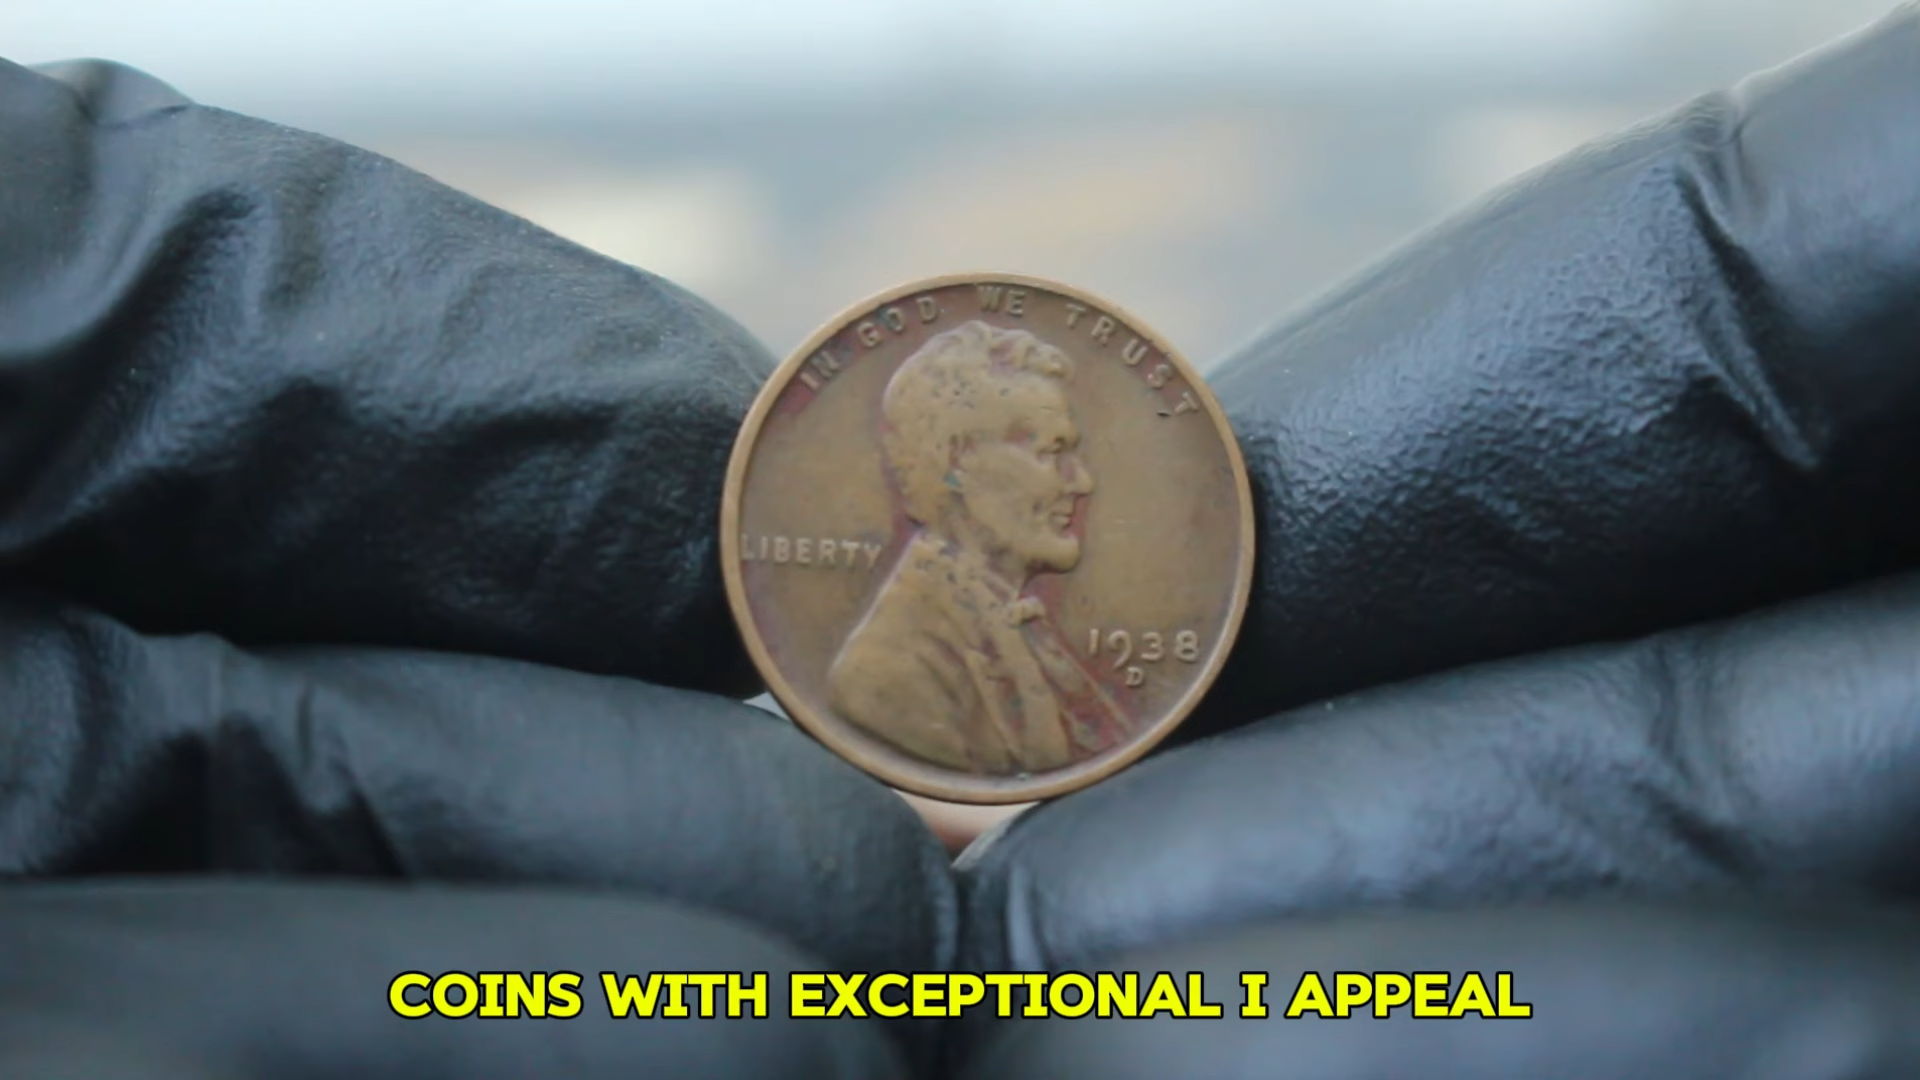 IN GOD WE TRUST
LIBERTY
1938
D
COINS WITH EXCEPTIONAL I APPEAL